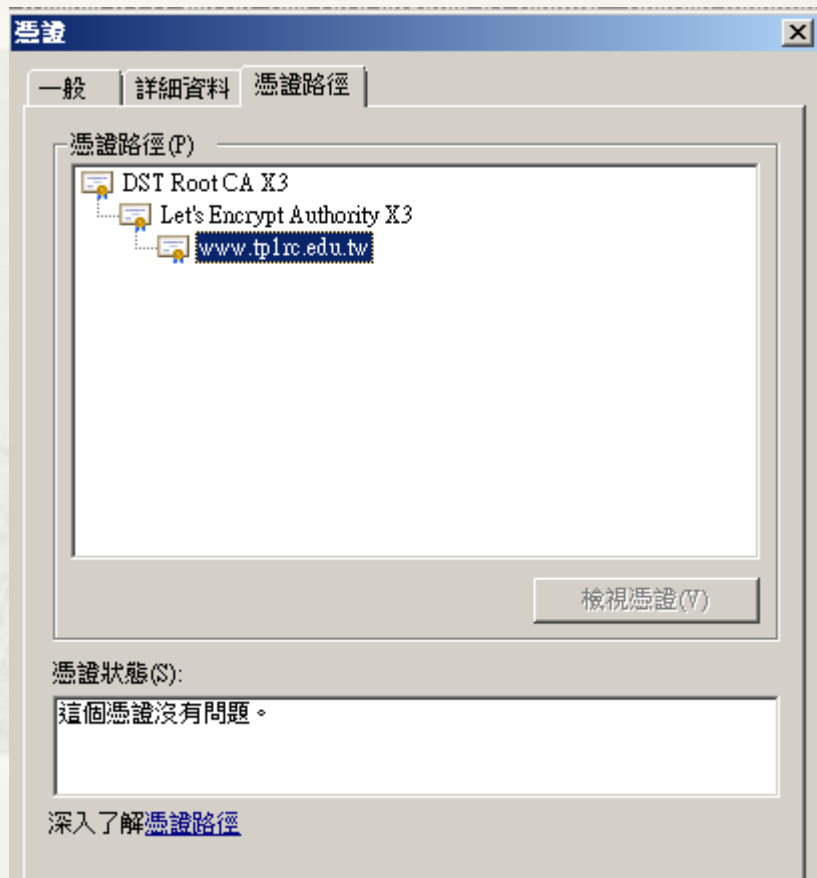 憑證
一般 詳細資料 憑證路徑
憑證路徑(P)
DST Root CA X3
Let's Encrypt Authority X3
www.tp1rc.edu.tw
檢視憑證(V)
憑證狀態(S):
這個憑證沒有問題。
深入了解憑證路徑